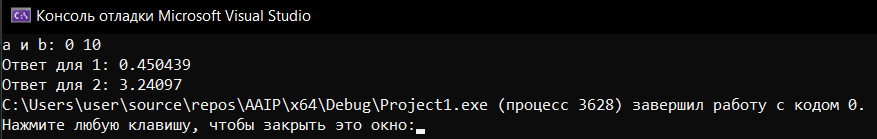 Консоль отладки Microsoft Visual Studio
a и b: 0 10
Ответ для 1: 0.450439
Ответ для 2: 3.24097
C:\Users\user\source\repos\AAIP\x64\Debug\Project1.exe (процесс 3628) завершил работу с кодом 0.
Нажмите любую клавишу, чтобы закрыть это окно: